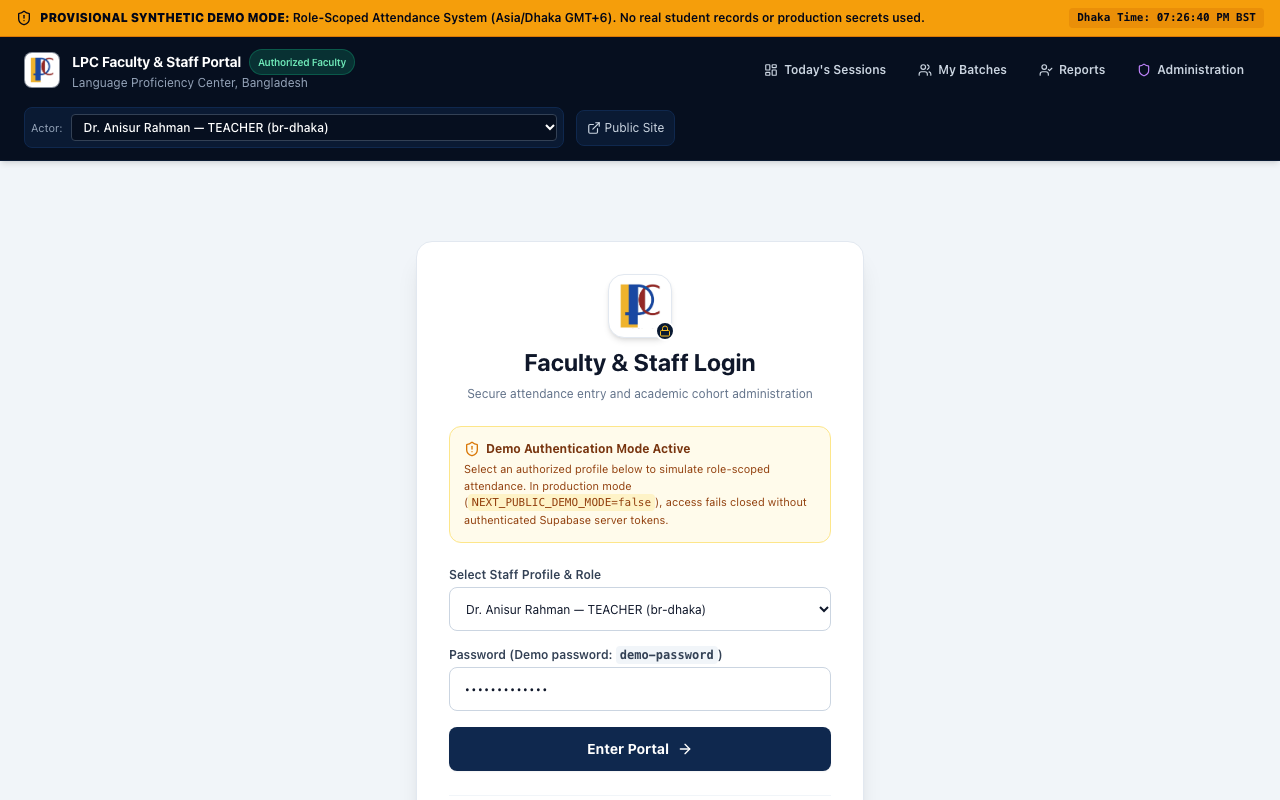 PROVISIONAL SYNTHETIC DEMO MODE: Role-Scoped Attendance System (Asia/Dhaka GMT+6). No real student records or production secrets used.
Dhaka Time: 07:26:40 PM BST
LPC Faculty & Staff Portal
Authorized Faculty
Language Proficiency Center, Bangladesh
Today's Sessions
My Batches
Reports
Administration
Actor:
Dr. Anisur Rahman — TEACHER (br-dhaka)
Public Site
Faculty & Staff Login
Secure attendance entry and academic cohort administration
Demo Authentication Mode Active
Select an authorized profile below to simulate role-scoped
attendance. In production mode
(NEXT_PUBLIC_DEMO_MODE=false), access fails closed without
authenticated Supabase server tokens.
Select Staff Profile & Role
Dr. Anisur Rahman — TEACHER (br-dhaka)
Password (Demo password: demo-password)
•••••••••••••
Enter Portal →